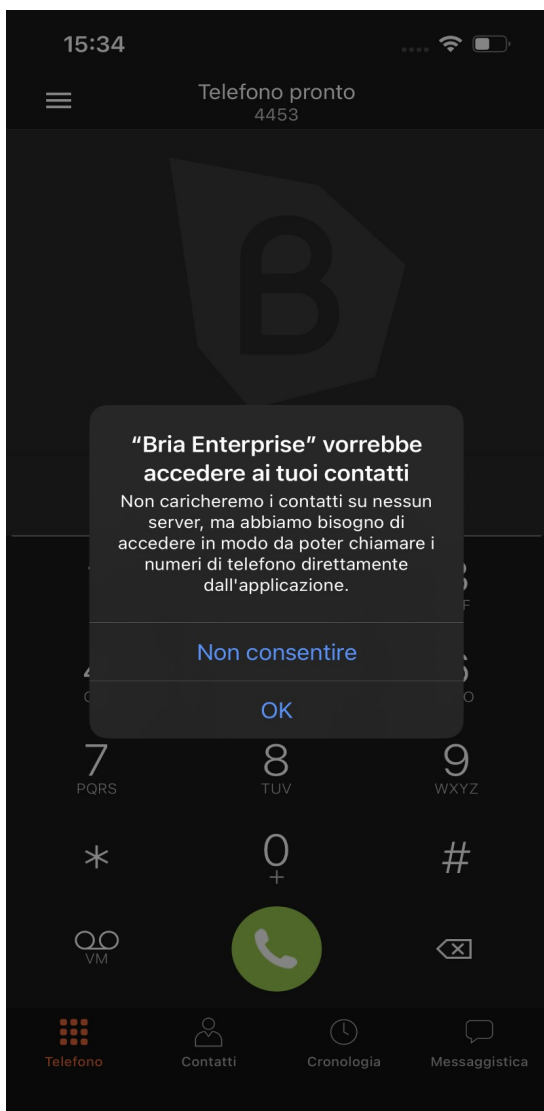 15:34
Telefono pronto
4453
B
“Bria Enterprise” vorrebbe
accedere ai tuoi contatti
Non caricheremo i contatti su nessun
server, ma abbiamo bisogno di
accedere in modo da poter chiamare i
numeri di telefono direttamente
dall'applicazione.
Non consentire
OK
7 8 9
PQRS TUV WXYZ
* 0 #
+
VM
Telefono Contatti Cronologia Messaggistica